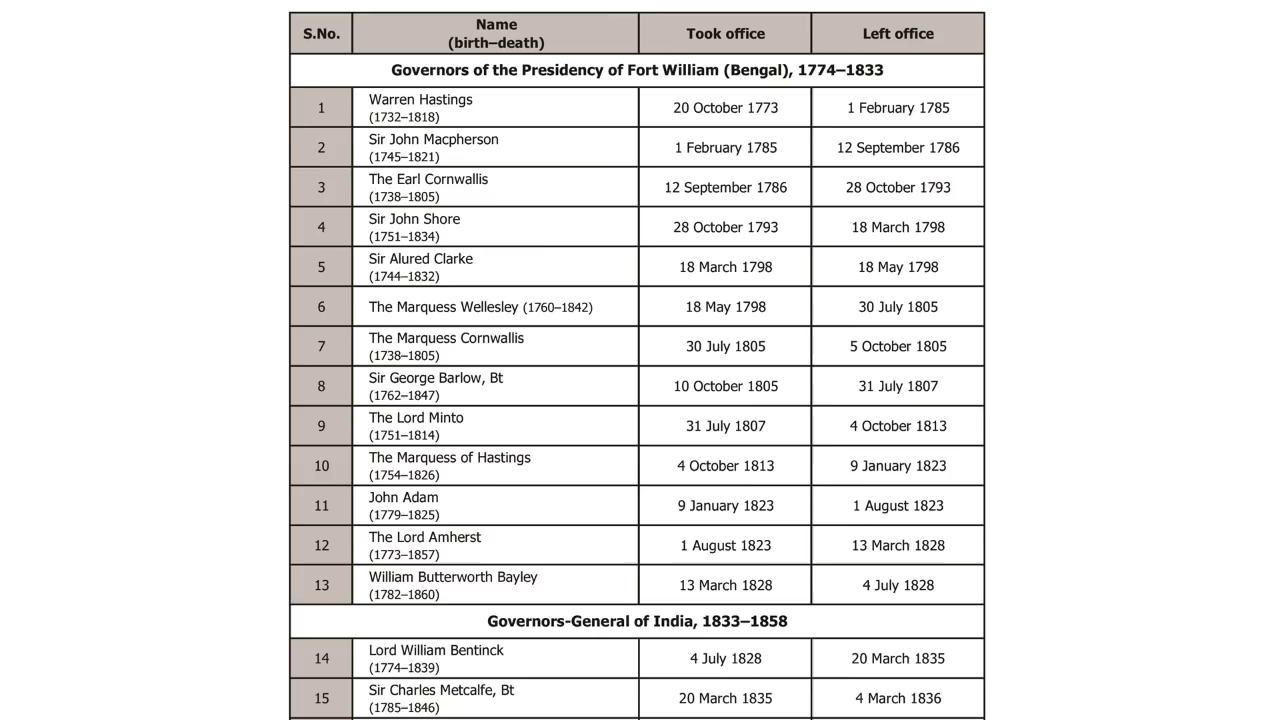 S.No. Name (birth–death) Took office Left office
Governors of the Presidency of Fort William (Bengal), 1774–1833
1 Warren Hastings 20 October 1773 1 February 1785
(1732–1818)
2 Sir John Macpherson 1 February 1785 12 September 1786
(1745–1821)
3 The Earl Cornwallis 12 September 1786 28 October 1793
(1738–1805)
4 Sir John Shore 28 October 1793 18 March 1798
(1751–1834)
5 Sir Alured Clarke 18 March 1798 18 May 1798
(1744–1832)
6 The Marquess Wellesley (1760–1842) 18 May 1798 30 July 1805
7 The Marquess Cornwallis 30 July 1805 5 October 1805
(1738–1805)
8 Sir George Barlow, Bt 10 October 1805 31 July 1807
(1762–1847)
9 The Lord Minto 31 July 1807 4 October 1813
(1751–1814)
10 The Marquess of Hastings 4 October 1813 9 January 1823
(1754–1826)
11 John Adam 9 January 1823 1 August 1823
(1779–1825)
12 The Lord Amherst 1 August 1823 13 March 1828
(1773–1857)
13 William Butterworth Bayley 13 March 1828 4 July 1828
(1782–1860)
Governors-General of India, 1833–1858
14 Lord William Bentinck 4 July 1828 20 March 1835
(1774–1839)
15 Sir Charles Metcalfe, Bt 20 March 1835 4 March 1836
(1785–1846)